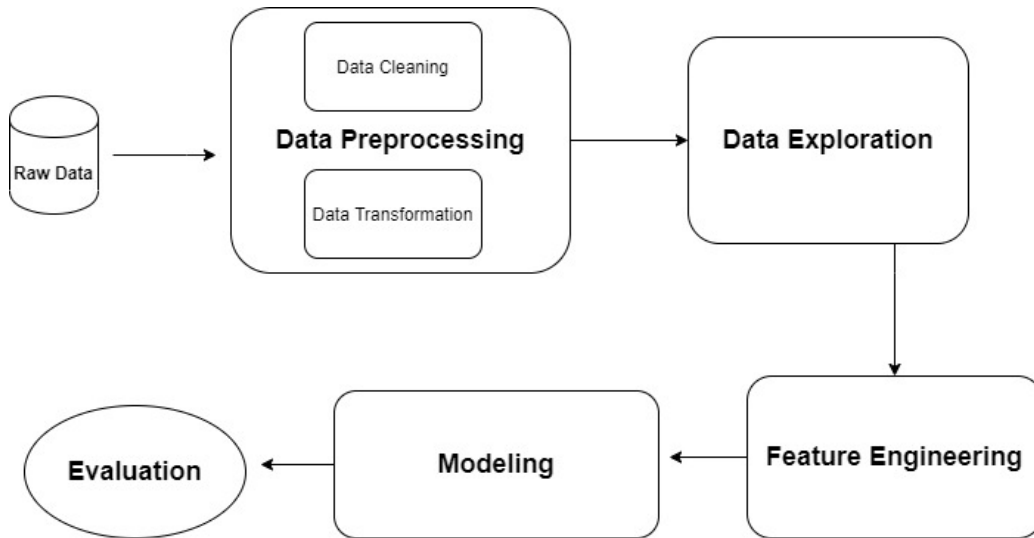 Raw Data
Data Cleaning
Data Preprocessing
Data Transformation
Data Exploration
Feature Engineering
Modeling
Evaluation